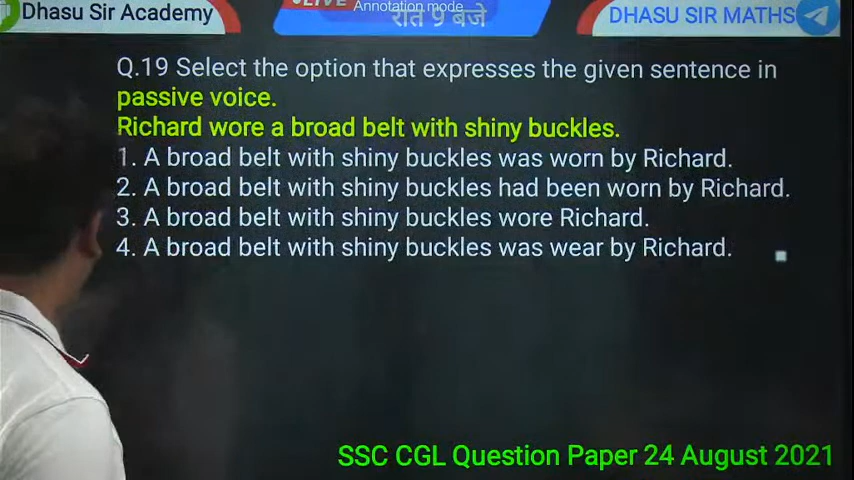 Dhasu Sir Academy
LIVE
Annotation mode
रात 9 बजे
DHASU SIR MATHS
Q.19 Select the option that expresses the given sentence in
passive voice.
Richard wore a broad belt with shiny buckles.
1. A broad belt with shiny buckles was worn by Richard.
2. A broad belt with shiny buckles had been worn by Richard.
3. A broad belt with shiny buckles wore Richard.
4. A broad belt with shiny buckles was wear by Richard.
SSC CGL Question Paper 24 August 2021